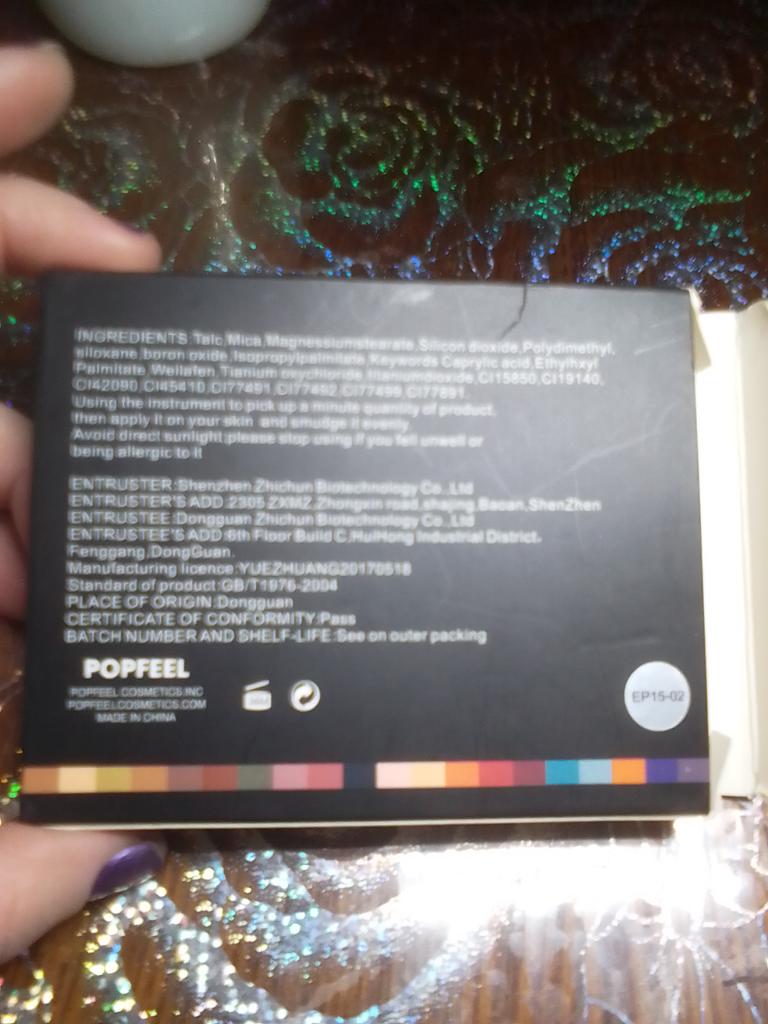 INGREDIENTS:Talc,Mica,Magnessiumstearate,Silicon dioxide,Polydimethyl,
siloxane,boron oxide,Isopropylpalmitate,Keywords Caprylic acid,Ethylhxyl
Palmitate,Wellafen,Tianium oxychloride,titaniumdioxide,CI15850,CI19140,
CI42090,CI45410,CI77491,CI77492,CI77499,CI77891.
Using the instrument to pick up a minute quantity of product,
then apply it on your skin and smudge it evenly
Avoid direct sunlight,please stop using if you fell unwell or
being allergic to it
ENTRUSTER:Shenzhen Zhichun Biotechnology Co.,Ltd
ENTRUSTER'S ADD:2305,ZXMZ,Zhongxin road,shajing,Baoan,ShenZhen
ENTRUSTEE:Dongguan Zhichun Biotechnology Co.,Ltd
ENTRUSTEE'S ADD:6th Floor Build C,HuiHong Industrial District,
Fenggang,DongGuan.
Manufacturing licence:YUEZHUANG20170518
Standard of product:GB/T1976-2004
PLACE OF ORIGIN:Dongguan
CERTIFICATE OF CONFORMITY:Pass
BATCH NUMBER AND SHELF-LIFE:See on outer packing
POPFEEL
POPFEEL COSMETICS.INC
POPFEELCOSMETICS.COM
MADE IN CHINA
EP15-02